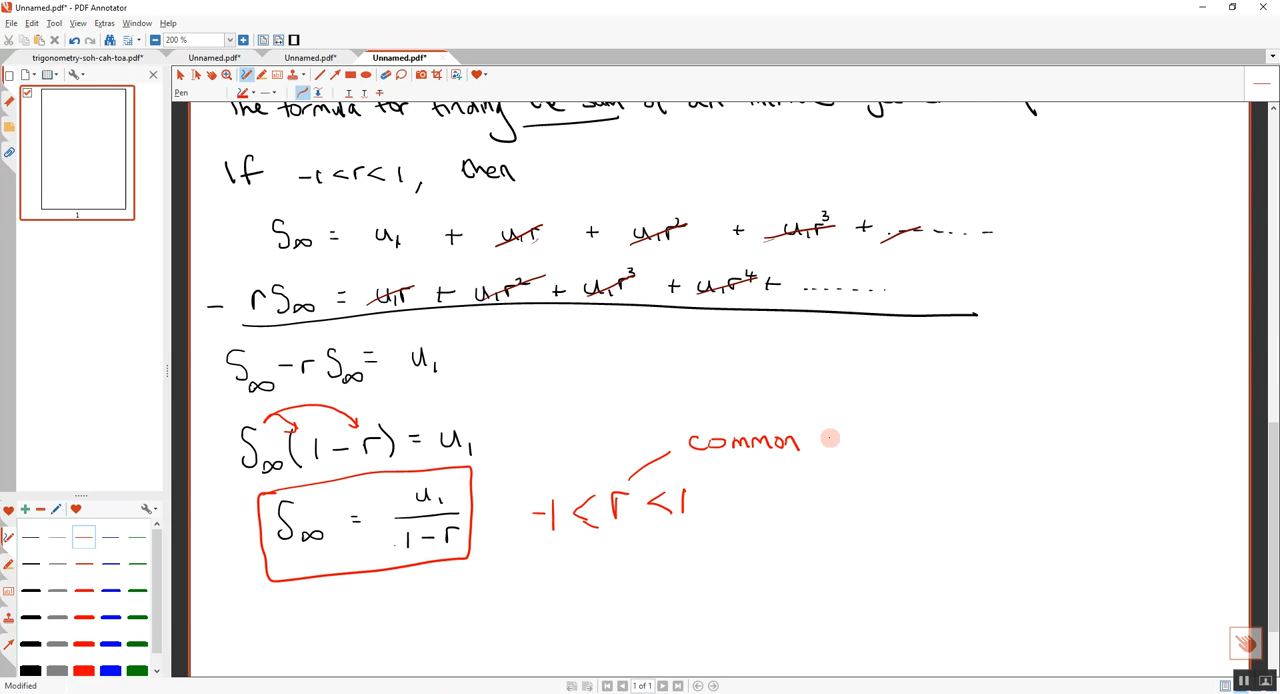 Unnamed.pdf* - PDF Annotator
File Edit Tool View Extras Window Help
200 %
trigonometry-soh-cah-toa.pdf* Unnamed.pdf* Unnamed.pdf* Unnamed.pdf*
Pen
1
The formula for finding the sum of an
If -1 < r < 1, then
S∞ = u₁ + u₁r + u₁r² + u₁r³ + ........
- rS∞ = u₁r + u₁r² + u₁r³ + u₁r⁴ + .......
S∞ - r S∞ = u₁
S∞ (1 - r) = u₁
common
S∞ = u₁ / 1 - r
-1 < r < 1
Modified
1 of 1